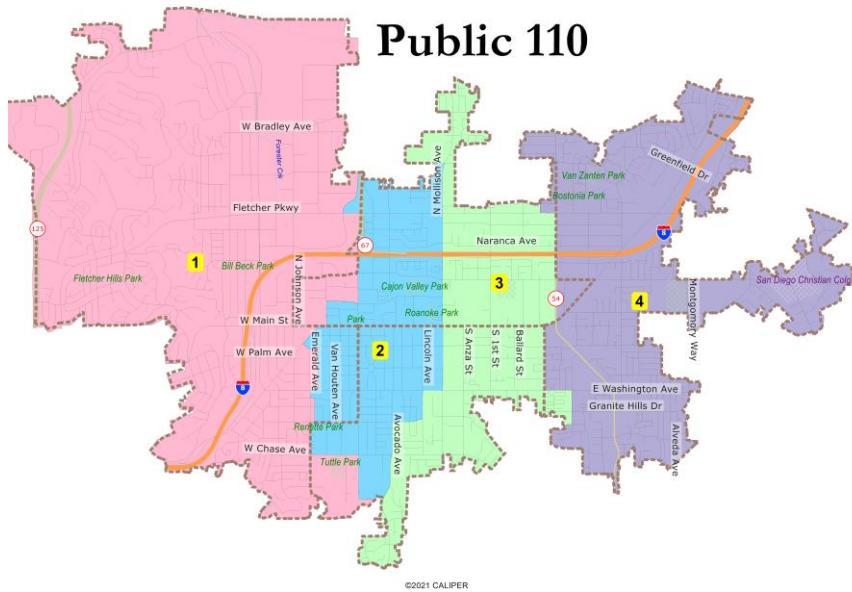 Public 110
W Bradley Ave
Forester Crk
N Mollison Ave
Greenfield Dr
Van Zanten Park
Bostonia Park
Fletcher Pkwy
125
67
Naranca Ave
8
1
Bill Beck Park
Fletcher Hills Park
N Johnson Ave
Cajon Valley Park
3
San Diego Christian Colg
54
4
Montgomory Way
Roanoke Park
W Main St
Park
2
W Palm Ave
Emerald Ave
Van Houten Ave
Lincoln Ave
S Anza St
S 1st St
Ballard St
8
E Washington Ave
Granite Hills Dr
Renette Park
Avocado Ave
Alveda Ave
W Chase Ave
Tuttle Park
©2021 CALIPER